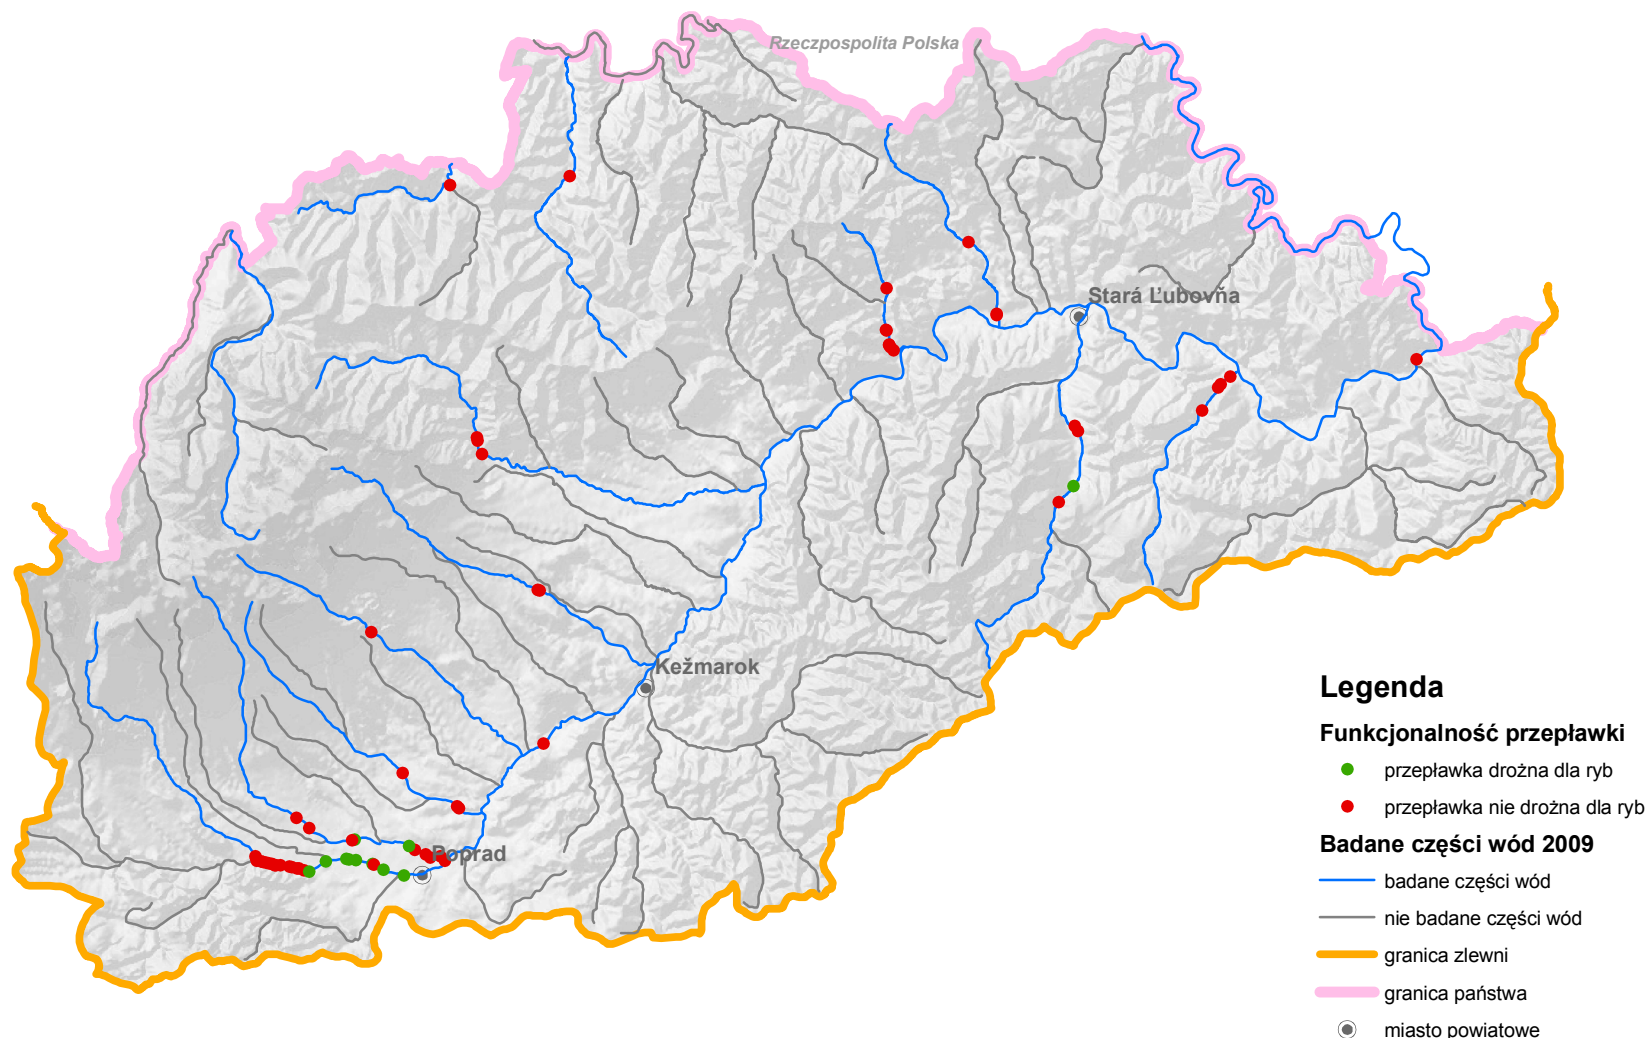 Rzeczpospolita Polska
Stará Ľubovňa
Kežmarok
Poprad
Legenda
Funkcjonalność przepławki
przepławka drożna dla ryb
przepławka nie drożna dla ryb
Badane części wód 2009
badane części wód
nie badane części wód
granica zlewni
granica państwa
miasto powiatowe